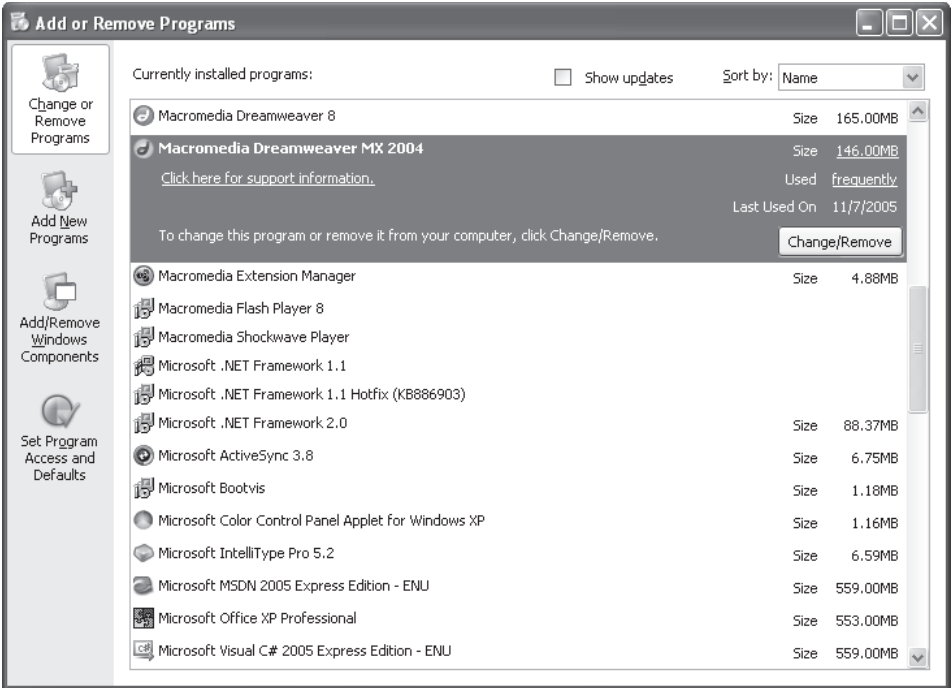 Add or Remove Programs
Change or
Remove
Programs
Add New
Programs
Add/Remove
Windows
Components
Set Program
Access and
Defaults
Currently installed programs:
Show updates
Sort by: Name
Macromedia Dreamweaver 8 Size 165.00MB
Macromedia Dreamweaver MX 2004 Size 146.00MB
Click here for support information. Used frequently
Last Used On 11/7/2005
To change this program or remove it from your computer, click Change/Remove. Change/Remove
Macromedia Extension Manager Size 4.88MB
Macromedia Flash Player 8
Macromedia Shockwave Player
Microsoft .NET Framework 1.1
Microsoft .NET Framework 1.1 Hotfix (KB886903)
Microsoft .NET Framework 2.0 Size 88.37MB
Microsoft ActiveSync 3.8 Size 6.75MB
Microsoft Bootvis Size 1.18MB
Microsoft Color Control Panel Applet for Windows XP Size 1.16MB
Microsoft IntelliType Pro 5.2 Size 6.59MB
Microsoft MSDN 2005 Express Edition - ENU Size 559.00MB
Microsoft Office XP Professional Size 553.00MB
Microsoft Visual C# 2005 Express Edition - ENU Size 559.00MB